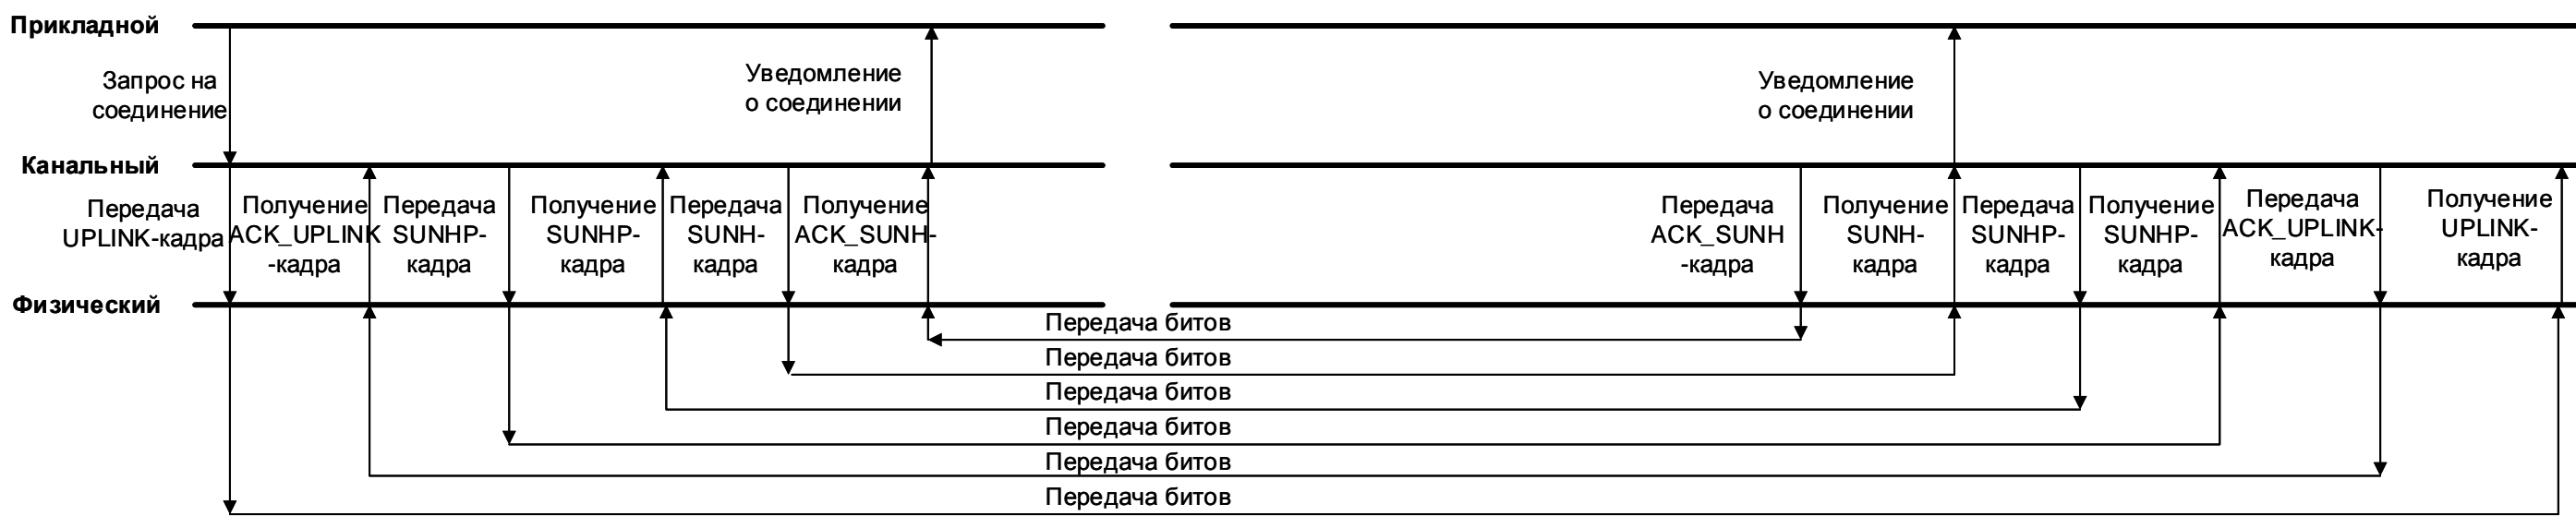 Прикладной
Запрос на
соединение
Уведомление
о соединении
Уведомление
о соединении
Канальный
Передача
UPLINK-кадра
Получение
ACK_UPLINK
-кадра
Передача
SUNHP-
кадра
Получение
SUNHP-
кадра
Передача
SUNH-
кадра
Получение
ACK_SUNH-
кадра
Передача
ACK_SUNH
-кадра
Получение
SUNH-
кадра
Передача
SUNHP-
кадра
Получение
SUNHP-
кадра
Передача
ACK_UPLINK-
кадра
Получение
UPLINK-
кадра
Физический
Передача битов
Передача битов
Передача битов
Передача битов
Передача битов
Передача битов